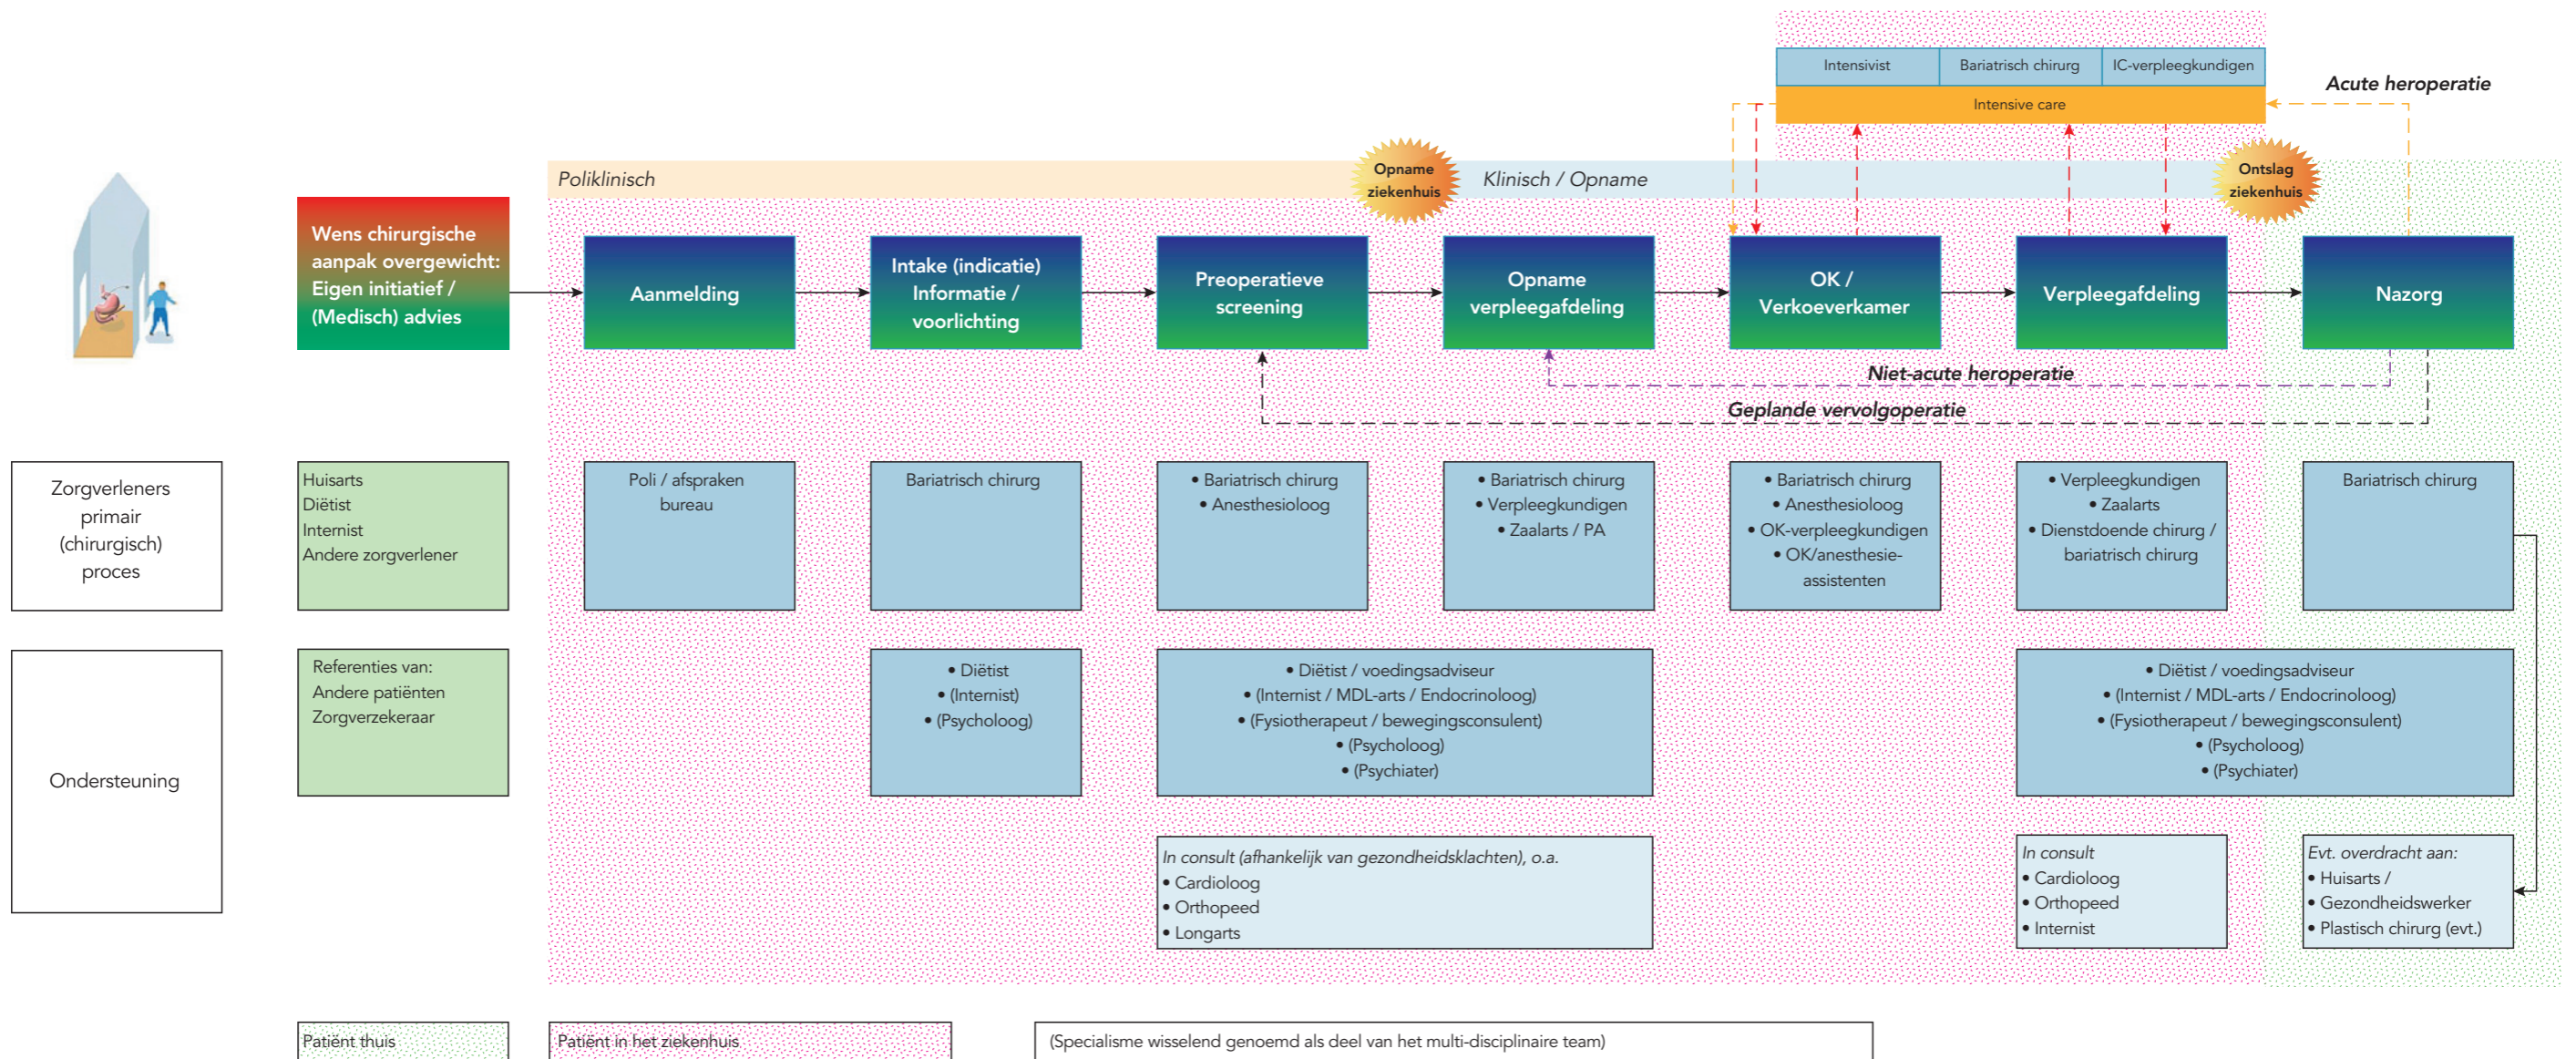 Intensivist
Bariatrisch chirurg
IC-verpleegkundigen
Intensive care
Acute heroperatie
Poliklinisch
Opname
ziekenhuis
Klinisch / Opname
Ontslag
ziekenhuis
Wens chirurgische
aanpak overgewicht:
Eigen initiatief /
(Medisch) advies
Aanmelding
Intake (indicatie)
Informatie /
voorlichting
Preoperatieve
screening
Opname
verpleegafdeling
OK /
Verkoeverkamer
Verpleegafdeling
Nazorg
Niet-acute heroperatie
Geplande vervolgoperatie
Zorgverleners
primair
(chirurgisch)
proces
Huisarts
Diëtist
Internist
Andere zorgverlener
Poli / afspraken
bureau
Bariatrisch chirurg
• Bariatrisch chirurg
• Anesthesioloog
• Bariatrisch chirurg
• Verpleegkundigen
• Zaalarts / PA
• Bariatrisch chirurg
• Anesthesioloog
• OK-verpleegkundigen
• OK/anesthesie-
assistenten
• Verpleegkundigen
• Zaalarts
• Dienstdoende chirurg /
bariatrisch chirurg
Bariatrisch chirurg
Ondersteuning
Referenties van:
Andere patiënten
Zorgverzekeraar
• Diëtist
• (Internist)
• (Psycholoog)
• Diëtist / voedingsadviseur
• (Internist / MDL-arts / Endocrinoloog)
• (Fysiotherapeut / bewegingsconsulent)
• (Psycholoog)
• (Psychiater)
• Diëtist / voedingsadviseur
• (Internist / MDL-arts / Endocrinoloog)
• (Fysiotherapeut / bewegingsconsulent)
• (Psycholoog)
• (Psychiater)
In consult (afhankelijk van gezondheidsklachten), o.a.
• Cardioloog
• Orthopeed
• Longarts
In consult
• Cardioloog
• Orthopeed
• Internist
Evt. overdracht aan:
• Huisarts /
• Gezondheidswerker
• Plastisch chirurg (evt.)
Patiënt thuis
Patiënt in het ziekenhuis
(Specialisme wisselend genoemd als deel van het multi-disciplinaire team)